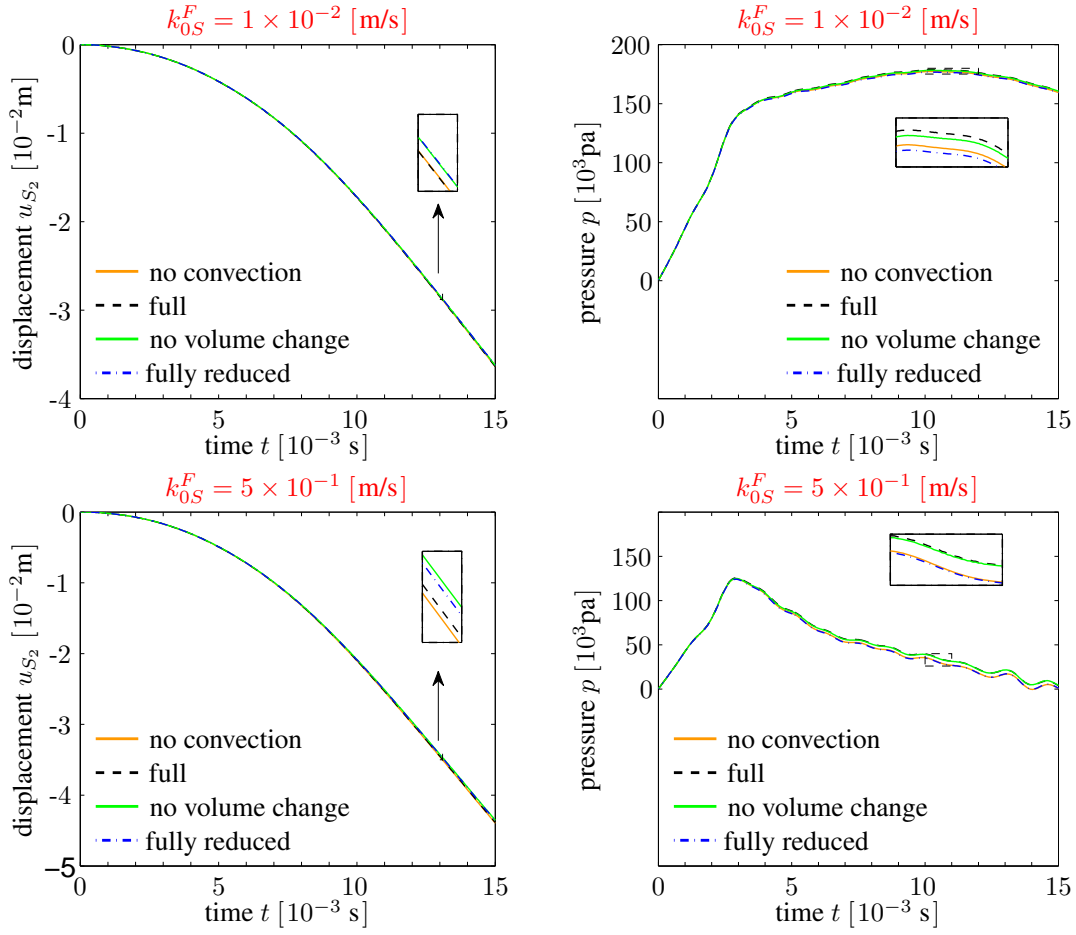 k_{0S}^F = 1 × 10^{−2} [m/s]
0
-1
-2
-3
-4
displacement u_{S_2} [10^{−2}m]
no convection
full
no volume change
fully reduced
0
5
10
15
time t [10^{−3} s]
k_{0S}^F = 1 × 10^{−2} [m/s]
200
150
100
50
0
pressure p [10^3pa]
no convection
full
no volume change
fully reduced
0
5
10
15
time t [10^{−3} s]
k_{0S}^F = 5 × 10^{−1} [m/s]
0
-1
-2
-3
-4
−5
displacement u_{S_2} [10^{−2}m]
no convection
full
no volume change
fully reduced
0
5
10
15
time t [10^{−3} s]
k_{0S}^F = 5 × 10^{−1} [m/s]
150
100
50
0
pressure p [10^3pa]
no convection
full
no volume change
fully reduced
0
5
10
15
time t [10^{−3} s]